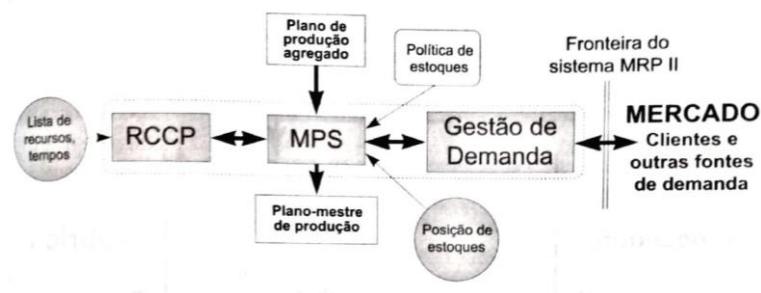 Plano de
produção
agregado
Política de
estoques
Fronteira do
sistema MRP II
Lista de
recursos,
tempos
RCCP
MPS
Gestão de
Demanda
MERCADO
Clientes e
outras fontes
de demanda
Plano-mestre
de produção
Posição de
estoques